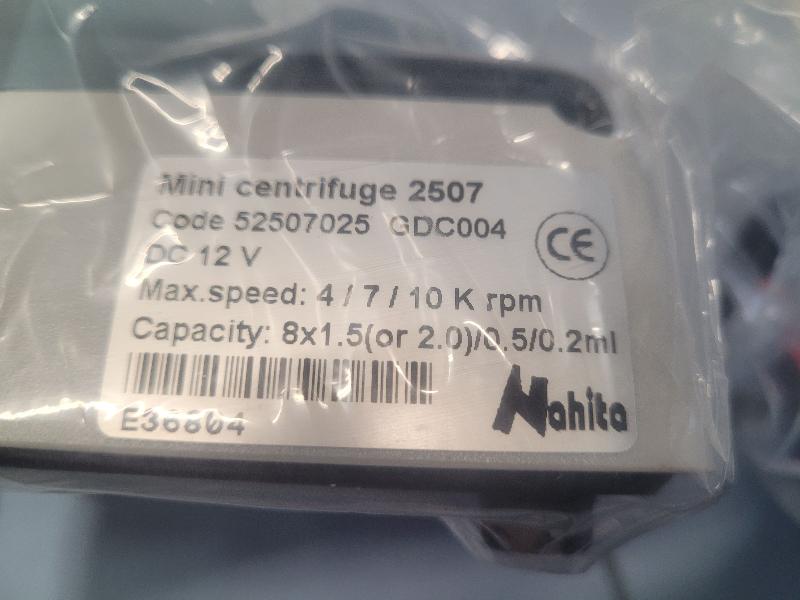 Mini centrifuge 2507
Code 52507025 GDC004
CE
DC 12 V
Max.speed: 4 / 7 / 10 K rpm
Capacity: 8x1.5(or 2.0)/0.5/0.2ml
E36804
Nahita